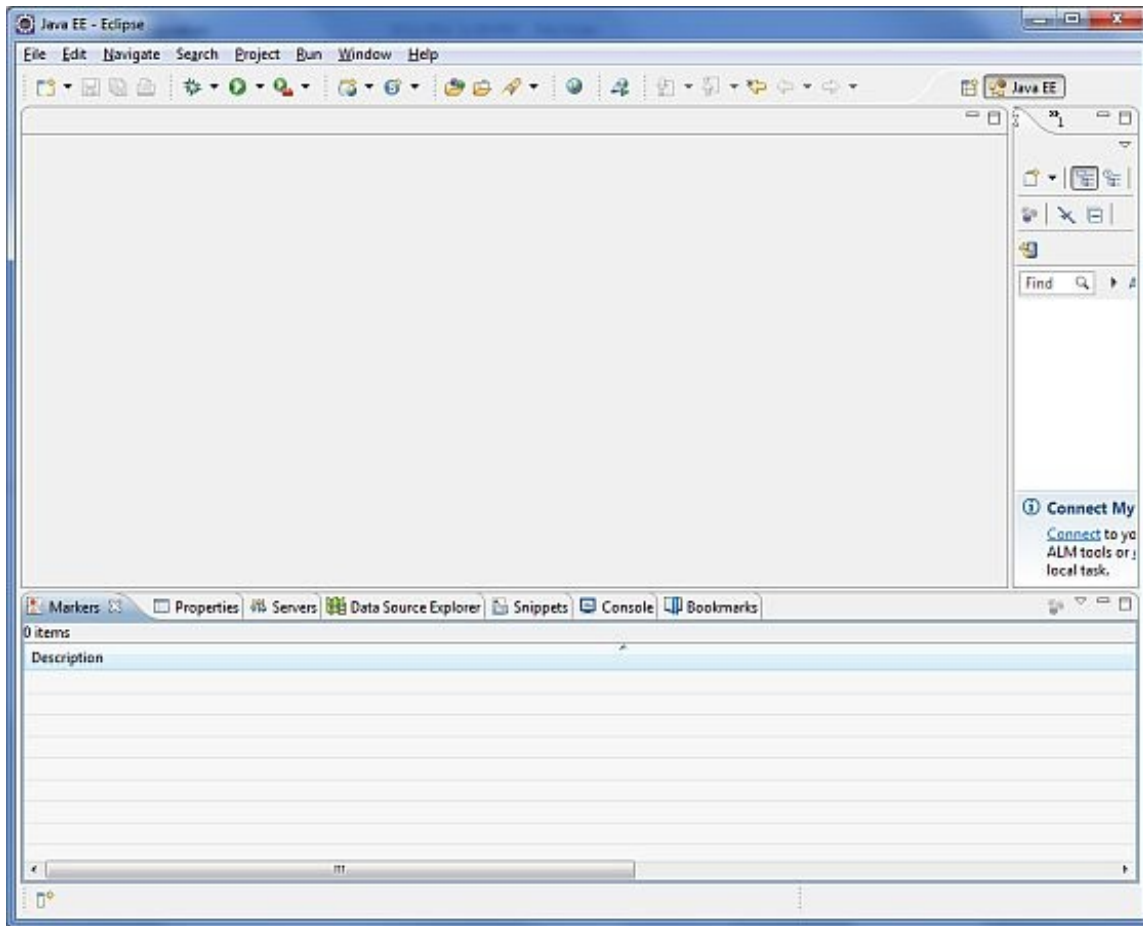 Java EE - Eclipse
File Edit Navigate Search Project Run Window Help
Java EE
Find
Connect My
Connect to yo
ALM tools or
local task.
Markers Properties Servers Data Source Explorer Snippets Console Bookmarks
0 items
Description